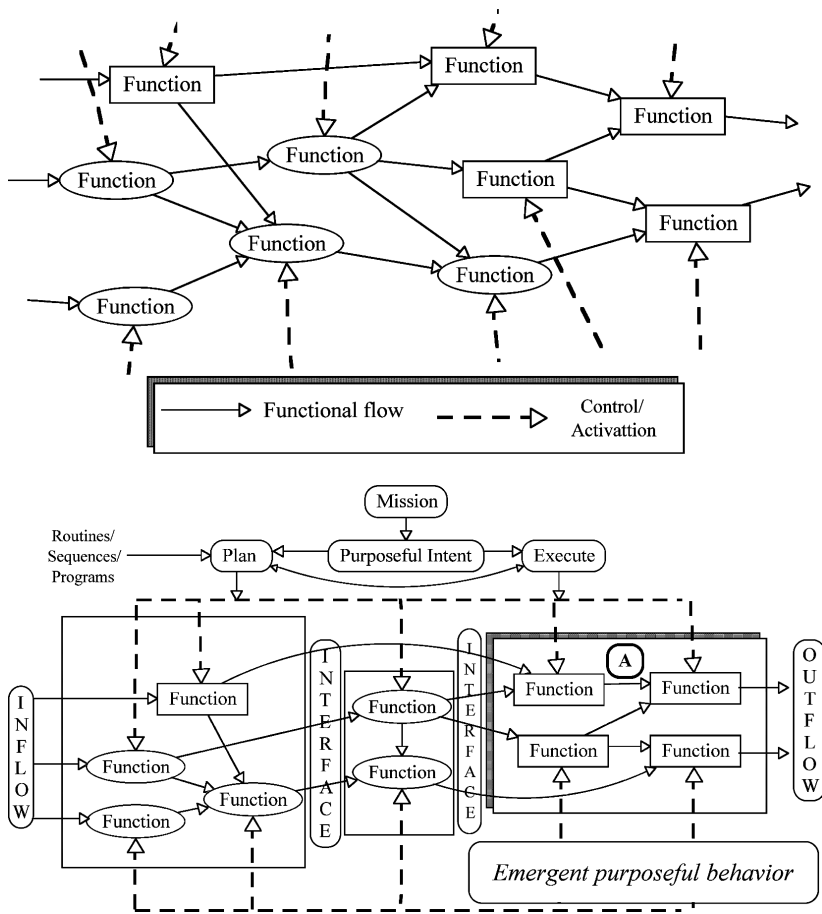 Function
Function
Function
Function
Function
Function
Function
Function
Function
Function
Function
Functional flow
Control/
Activattion
Mission
Routines/
Sequences/
Programs
Plan
Purposeful Intent
Execute
INFLOW
INTERFACE
INTERFACE
OUTFLOW
A
Function
Function
Function
Function
Function
Function
Function
Function
Function
Function
Emergent purposeful behavior